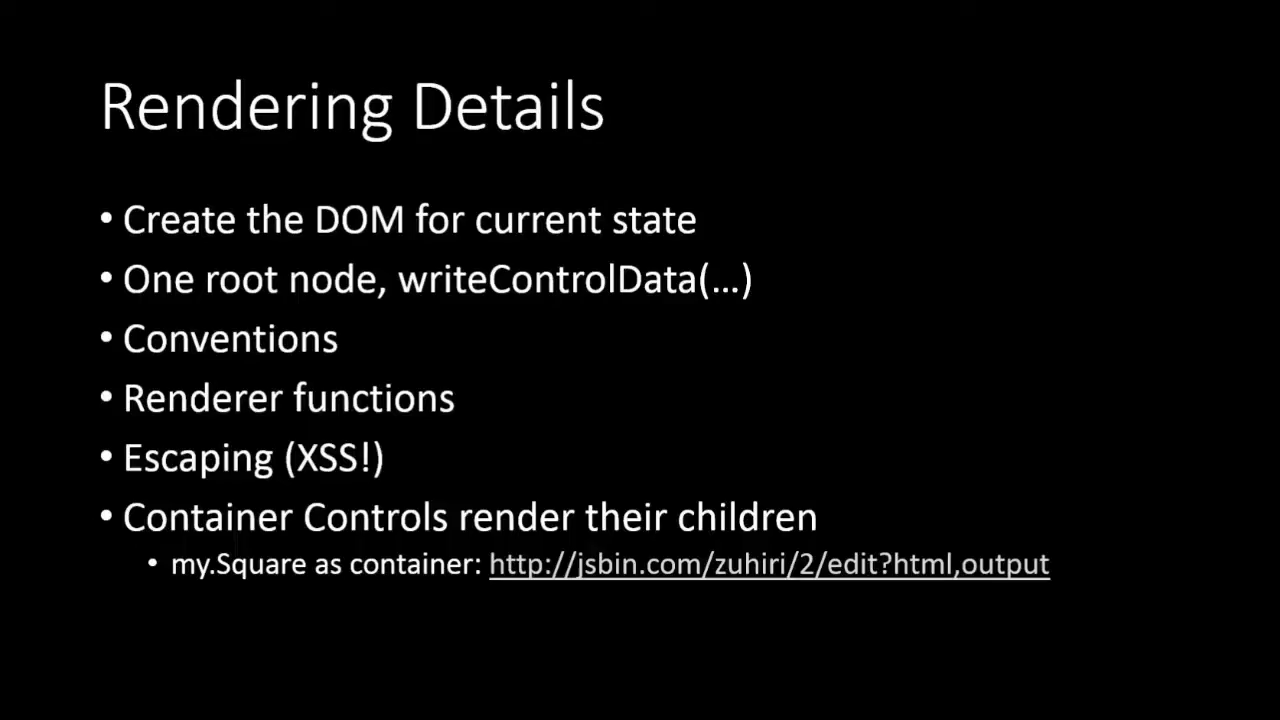 Rendering Details
• Create the DOM for current state
• One root node, writeControlData(…)
• Conventions
• Renderer functions
• Escaping (XSS!)
• Container Controls render their children
• my.Square as container: http://jsbin.com/zuhiri/2/edit?html,output